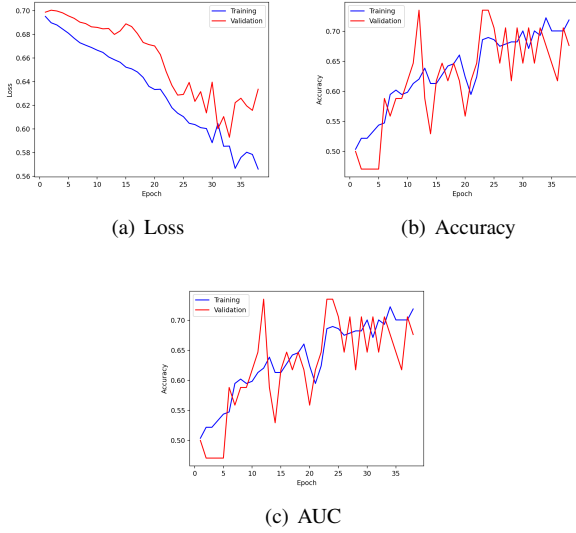 0.70
0.68
0.66
0.64
0.62
0.60
0.58
0.56
Loss
Training
Validation
0 5 10 15 20 25 30 35
Epoch
(a) Loss
0.70
0.65
0.60
0.55
0.50
Accuracy
Training
Validation
0 5 10 15 20 25 30 35
Epoch
(b) Accuracy
0.70
0.65
0.60
0.55
0.50
Accuracy
Training
Validation
0 5 10 15 20 25 30 35
Epoch
(c) AUC